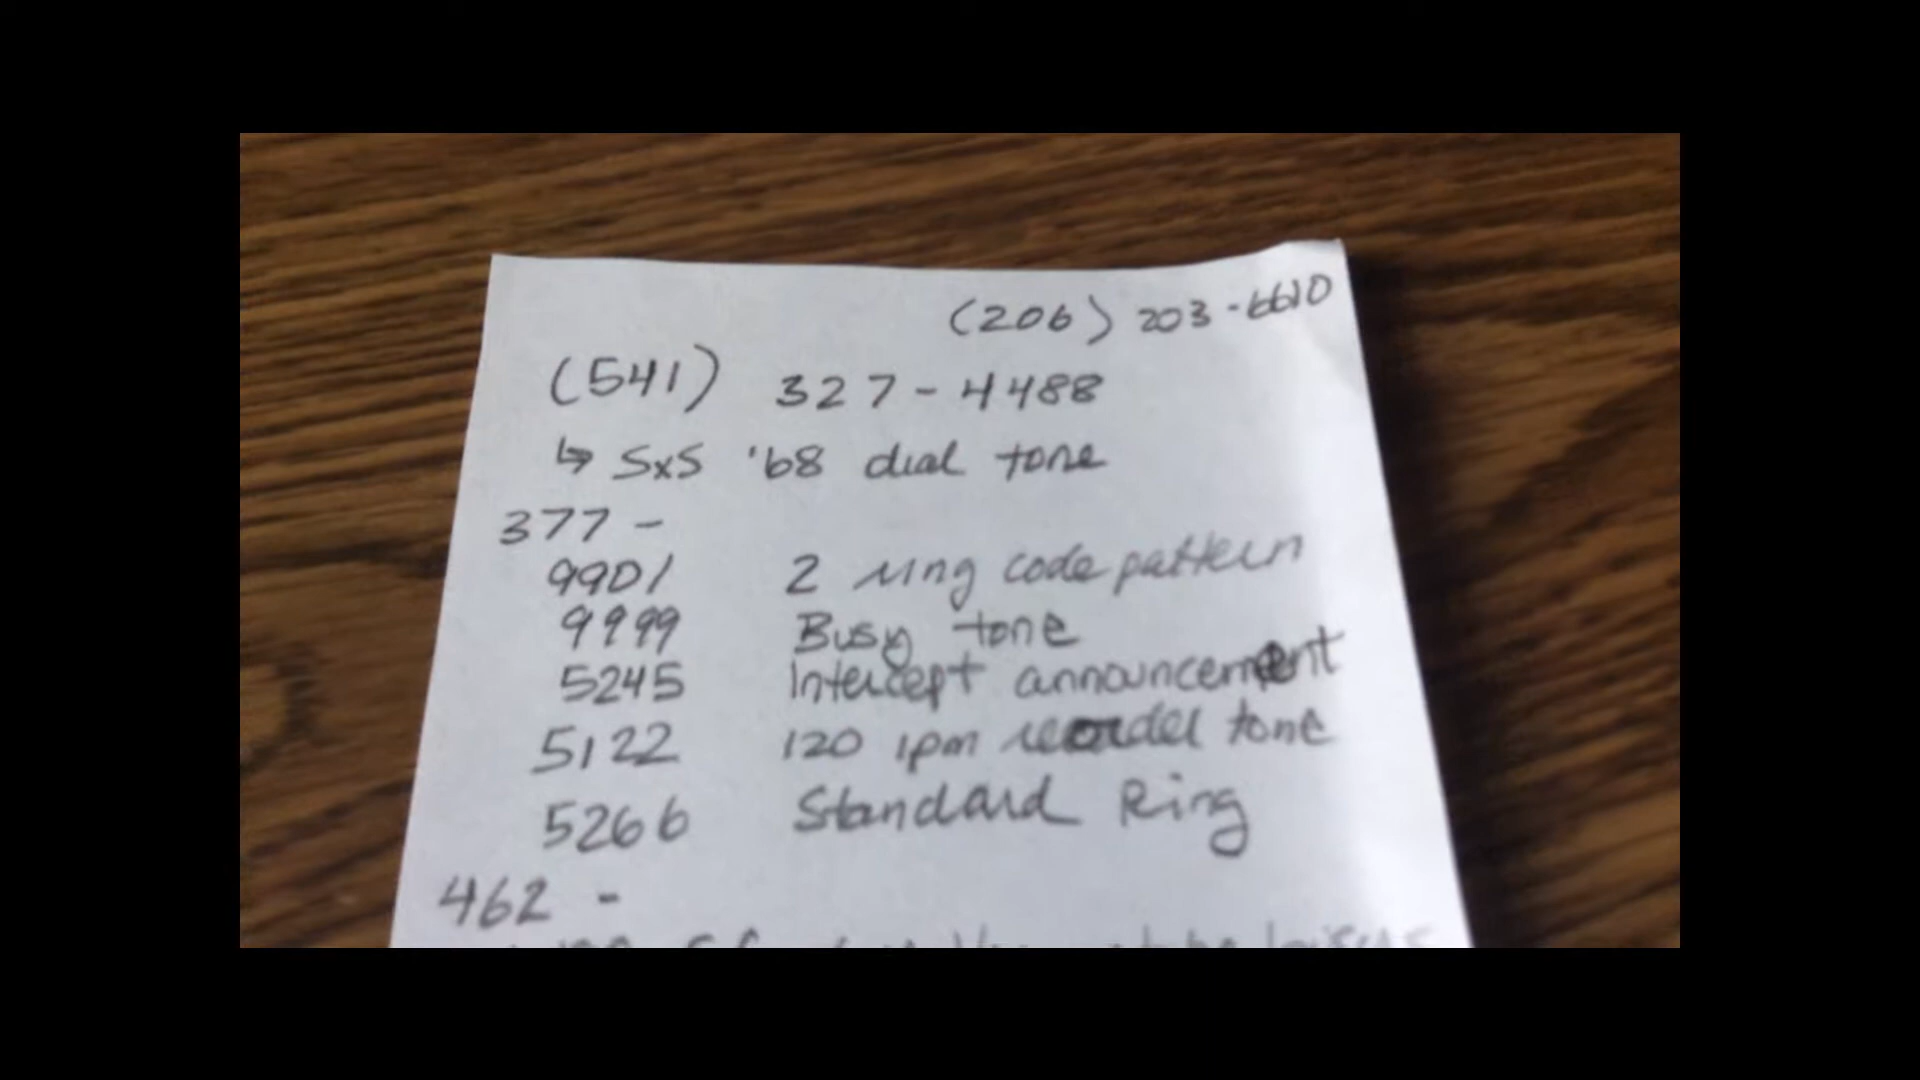 (206) 203-6610
(541) 327-4488
↳ SxS '68 dial tone
377 -
9901 2 ring code pattern
9999 Busy tone
5245 Intercept announcement
5122 120 ipm reorder tone
5266 Standard Ring
462 -